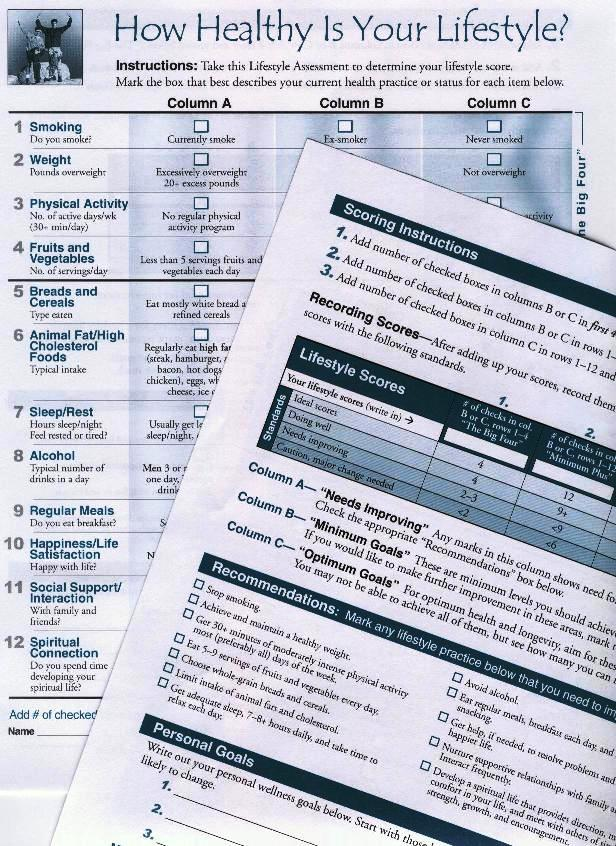 How Healthy Is Your Lifestyle?
Instructions: Take this Lifestyle Assessment to determine your lifestyle score.
Mark the box that best describes your current health practice or status for each item below.
Column A Column B Column C
1 Smoking
Do you smoke?
Currently smoke
Ex-smoker
Never smoked
2 Weight
Pounds overweight
Excessively overweight
20+ excess pounds
Not overweight
3 Physical Activity
No. of active days/wk
(30+ min/day)
No regular physical
activity program
4 Fruits and
Vegetables
No. of servings/day
Less than 5 servings fruits and
vegetables each day
Big Four"
5 Breads and
Cereals
Type eaten
Eat mostly white bread
refined cereals
6 Animal Fat/High
Cholesterol
Foods
Typical intake
Regularly eat high
(steak, hamburger,
bacon, hot
chicken), eggs,
cheese, ice
7 Sleep/Rest
Hours sleep/night
Feel rested or tired?
Usually get
sleep/night,
8 Alcohol
Typical number of
drinks in a day
Men 3 or
one day,
9 Regular Meals
Do you eat breakfast?
10 Happiness/Life
Satisfaction
Happy with life?
11 Social Support/
Interaction
With family and
friends?
12 Spiritual
Connection
Do you spend time
developing your
spiritual life?
Add # of checked
Name
Scoring Instructions
1. Add number of checked boxes in columns B or C in first 4
2. Add number of checked boxes in columns B or C in rows 1–
3. Add number of checked boxes in column C in rows 1–12 and
Recording Scores—After adding up your scores, record them
scores with the following standards.
Lifestyle Scores
1.
2.
Your lifestyle scores (write in) →
# of checks in col.
B or C, rows 1–4
"The Big Four"
# of checks in col
B or C, rows
"Minimum Plus"
Standards
Ideal scores 4 12
Doing well 4 9+
Needs improving 2–3 <9
Caution, major change needed <2 <6
Column A— "Needs Improving" Any marks in this column shows need for
Check the appropriate "Recommendations" box below.
Column B— "Minimum Goals" These are minimum levels you should achieve
If you would like to make further improvement in these areas, mark
Column C— "Optimum Goals" For optimum health and longevity, aim for the
You may not be able to achieve all of them, but see how many you can
Recommendations: Mark any lifestyle practice below that you need to
Stop smoking.
Achieve and maintain a healthy weight.
Get 30+ minutes of moderately intense physical activity
most (preferably all) days of the week.
Eat 5–9 servings of fruits and vegetables every day.
Choose whole-grain breads and cereals.
Limit intake of animal fats and cholesterol.
Get adequate sleep, 7–8+ hours daily, and take time to
relax each day.
Avoid alcohol.
Eat regular meals, breakfast each day, and
snacking.
Get help, if needed, to resolve problems and
happier life.
Nurture supportive relationships with family
Interact frequently.
Develop a spiritual life that provides direction,
comfort in your life, and meet with others of
strength, growth, and encouragement.
Personal Goals
Write out your personal wellness goals below. Start with those
likely to change.
1.
2.
3.